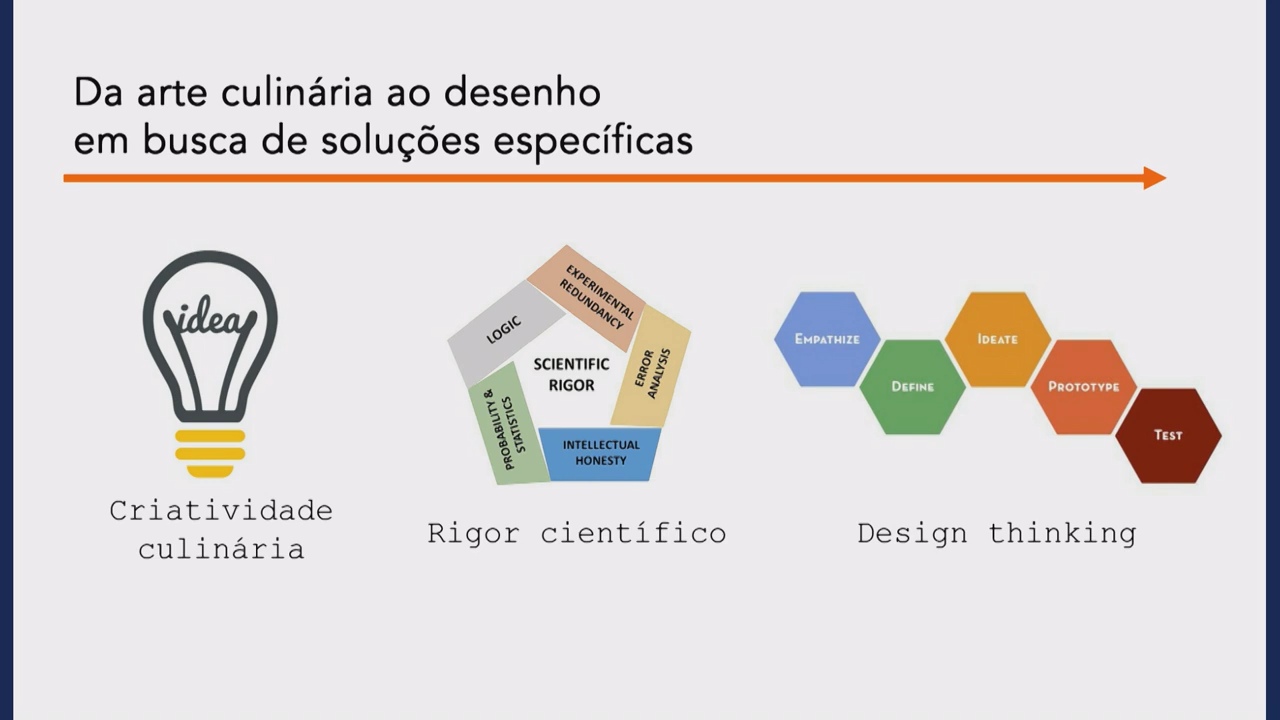 Da arte culinária ao desenho
em busca de soluções específicas
idea
Criatividade
culinária
LOGIC
EXPERIMENTAL
REDUNDANCY
ERROR
ANALYSIS
INTELLECTUAL
HONESTY
PROBABILITY &
STATISTICS
SCIENTIFIC
RIGOR
Rigor científico
EMPATHIZE
DEFINE
IDEATE
PROTOTYPE
TEST
Design thinking